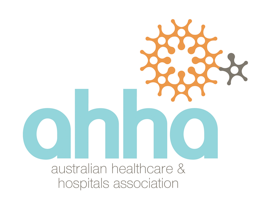 ahha
australian healthcare &
hospitals association